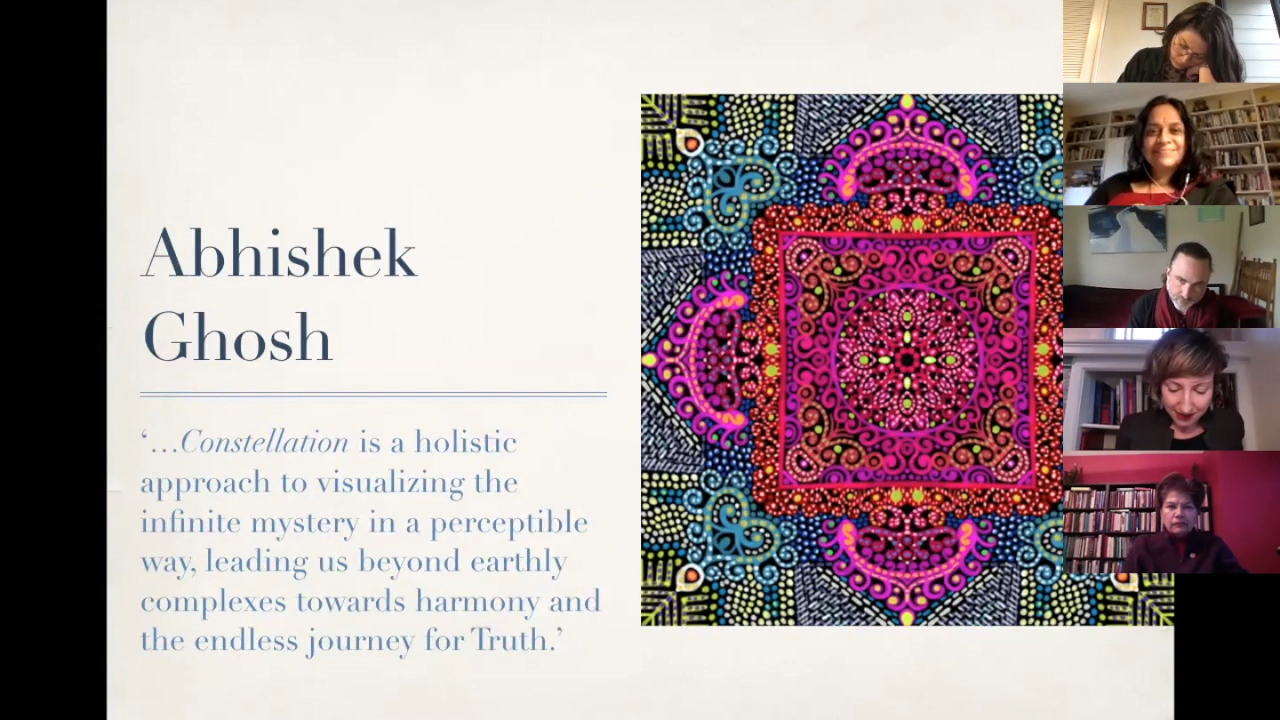 Abhishek
Ghosh
‘…Constellation is a holistic
approach to visualizing the
infinite mystery in a perceptible
way, leading us beyond earthly
complexes towards harmony and
the endless journey for Truth.’